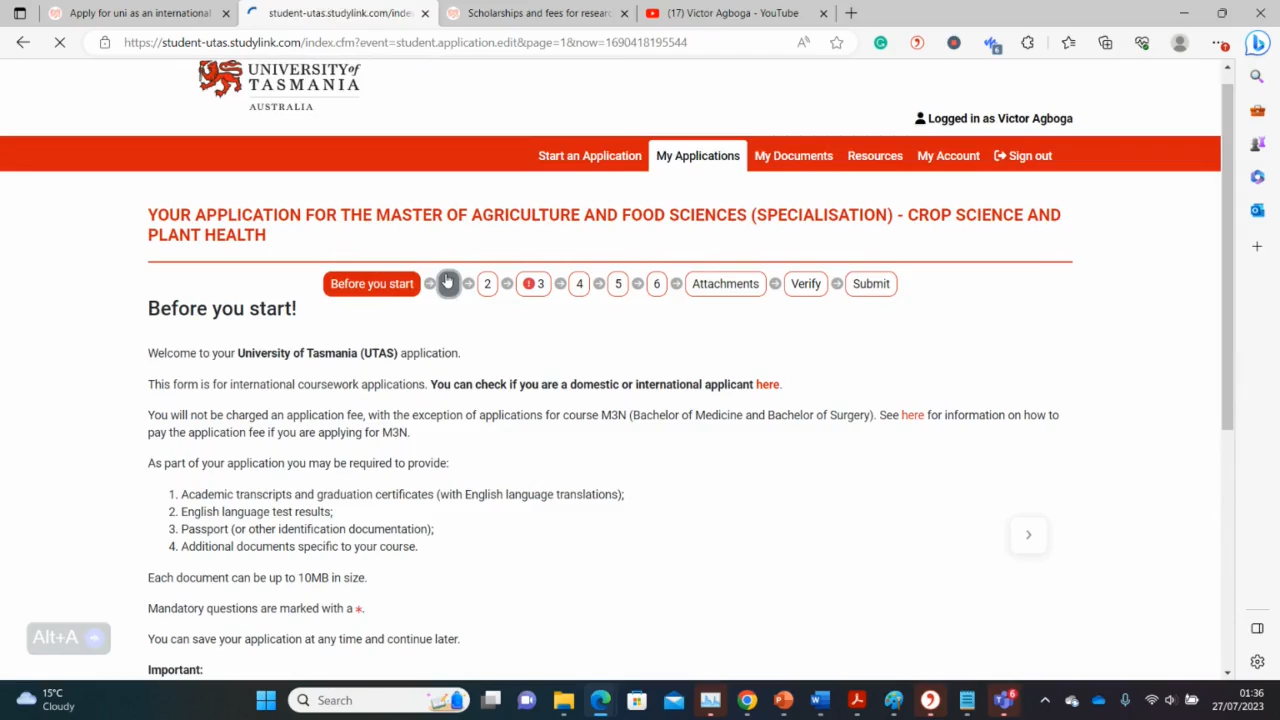 Apply for uni as an international
student-utas.studylink.com/inde
Scholarships and fees for resear
(17) Victor Agboga - YouTube
https://student-utas.studylink.com/index.cfm?event=student.application.edit&page=1&now=1690418195544
6
UNIVERSITY of
TASMANIA
AUSTRALIA
Logged in as Victor Agboga
Start an Application My Applications My Documents Resources My Account Sign out
YOUR APPLICATION FOR THE MASTER OF AGRICULTURE AND FOOD SCIENCES (SPECIALISATION) - CROP SCIENCE AND
PLANT HEALTH
Before you start 2 3 4 5 6 Attachments Verify Submit
Before you start!
Welcome to your University of Tasmania (UTAS) application.
This form is for international coursework applications. You can check if you are a domestic or international applicant here.
You will not be charged an application fee, with the exception of applications for course M3N (Bachelor of Medicine and Bachelor of Surgery). See here for information on how to
pay the application fee if you are applying for M3N.
As part of your application you may be required to provide:
1. Academic transcripts and graduation certificates (with English language translations);
2. English language test results;
3. Passport (or other identification documentation);
4. Additional documents specific to your course.
Each document can be up to 10MB in size.
Mandatory questions are marked with a *.
You can save your application at any time and continue later.
Alt+A
Important:
15°C
Cloudy
Search
6
01:36
27/07/2023